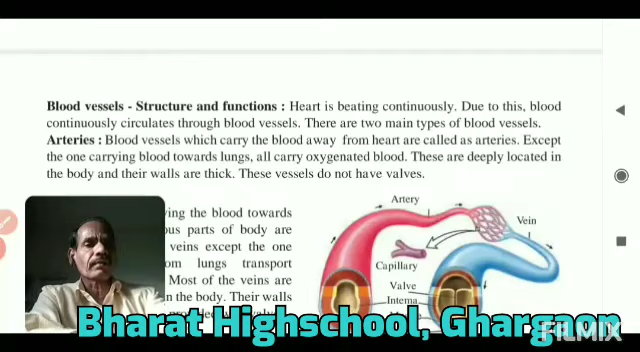 Blood vessels - Structure and functions : Heart is beating continuously. Due to this, blood
continuously circulates through blood vessels. There are two main types of blood vessels.
Arteries : Blood vessels which carry the blood away from heart are called as arteries. Except
the one carrying blood towards lungs, all carry oxygenated blood. These are deeply located in
the body and their walls are thick. These vessels do not have valves.
ying the blood towards
ous parts of body are
veins except the one
om lungs transport
Most of the veins are
n the body. Their walls
Artery
Vein
Capillary
Valve
Intema
Bharat Highschool, Ghargaon
FILMIX